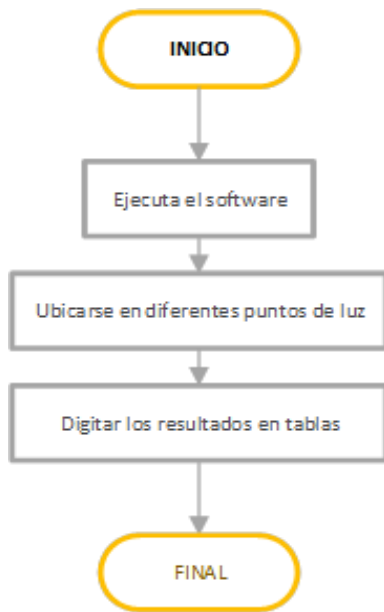 INICIO
Ejecuta el software
Ubicarse en diferentes puntos de luz
Digitar los resultados en tablas
FINAL